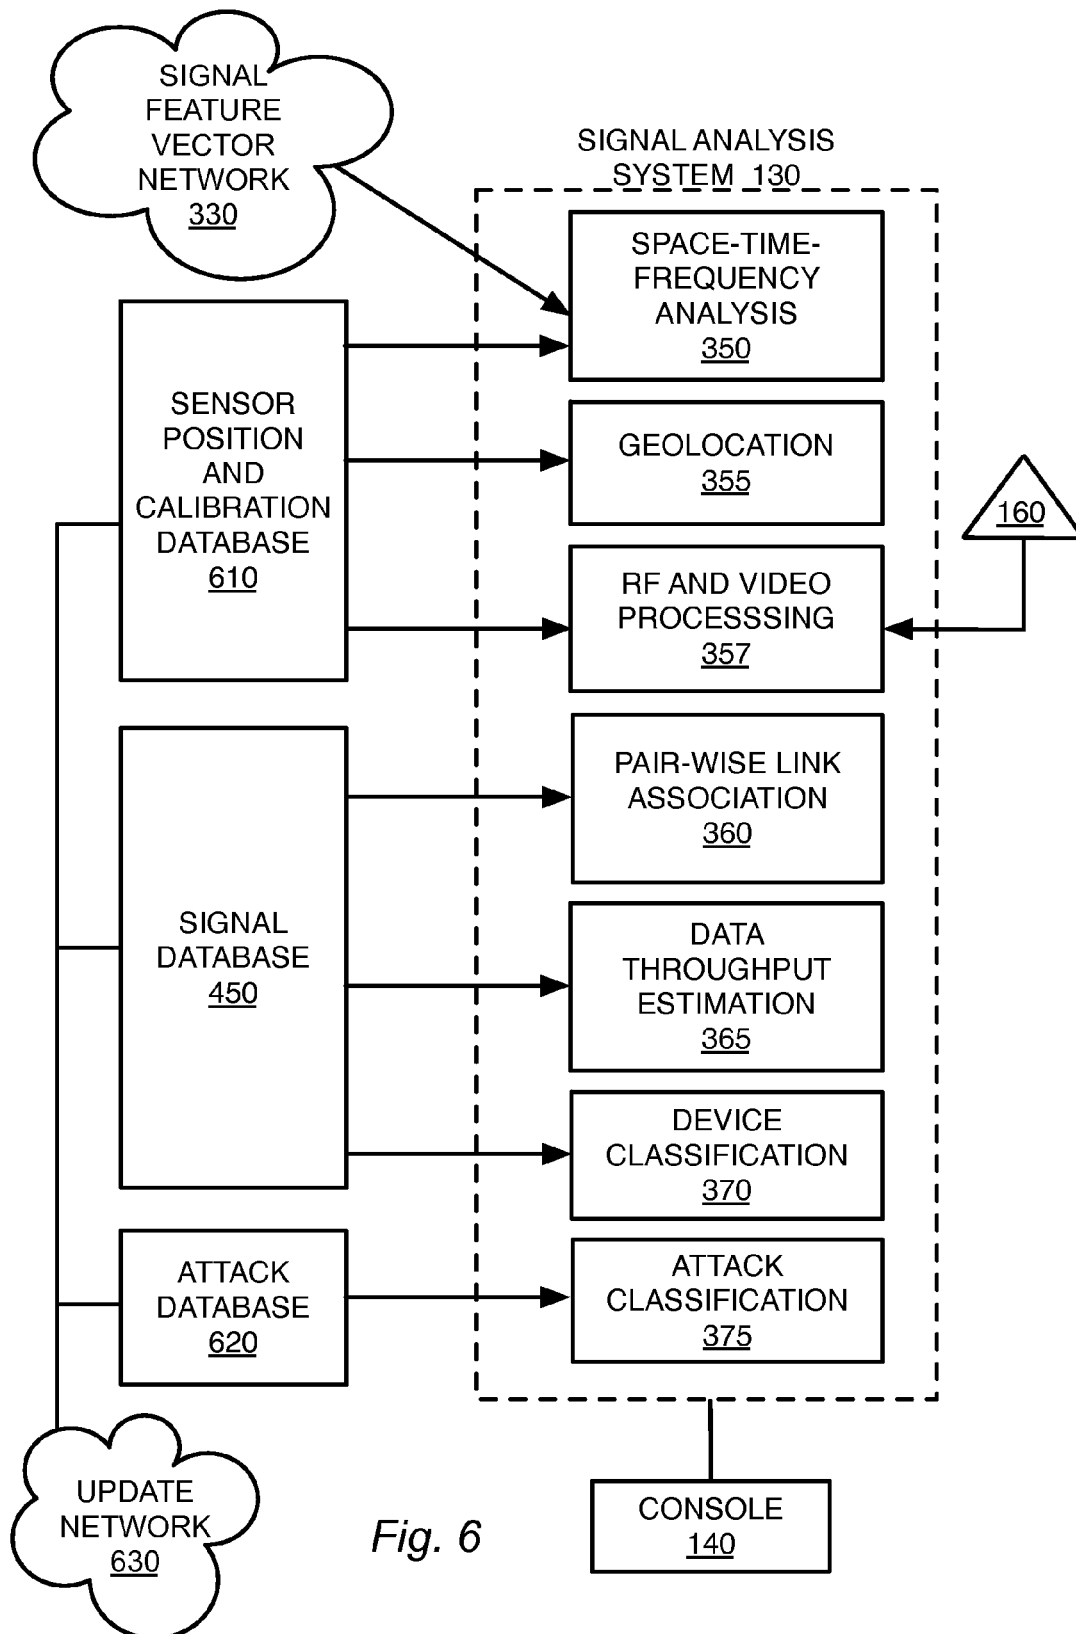 SIGNAL
FEATURE
VECTOR
NETWORK
330
SIGNAL ANALYSIS
SYSTEM 130
SPACE-TIME-
FREQUENCY
ANALYSIS
350
SENSOR
POSITION
AND
CALIBRATION
DATABASE
610
GEOLOCATION
355
160
RF AND VIDEO
PROCESSSING
357
PAIR-WISE LINK
ASSOCIATION
360
SIGNAL
DATABASE
450
DATA
THROUGHPUT
ESTIMATION
365
DEVICE
CLASSIFICATION
370
ATTACK
DATABASE
620
ATTACK
CLASSIFICATION
375
UPDATE
NETWORK
630
Fig. 6
CONSOLE
140